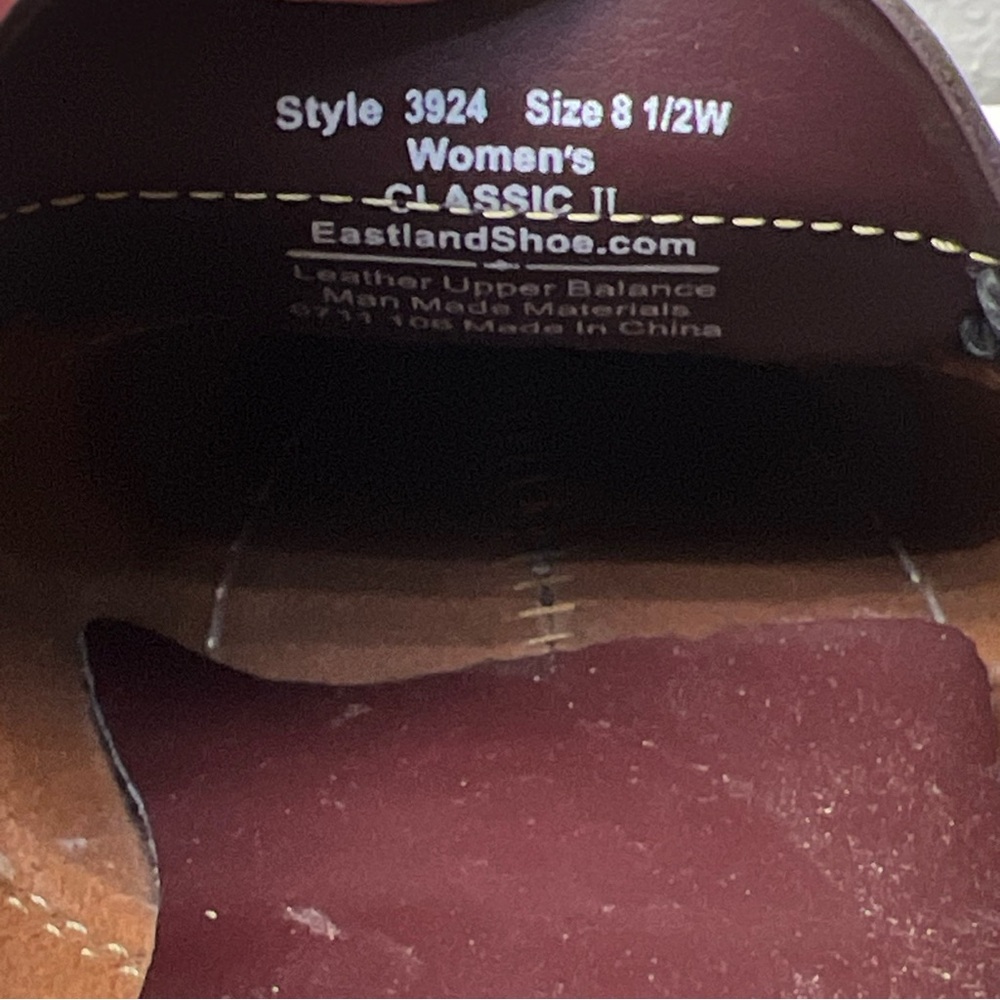 Style 3924 Size 8 1/2W
Women's
CLASSIC II
EastlandShoe.com
Leather Upper Balance
Man Made Materials
Made In China